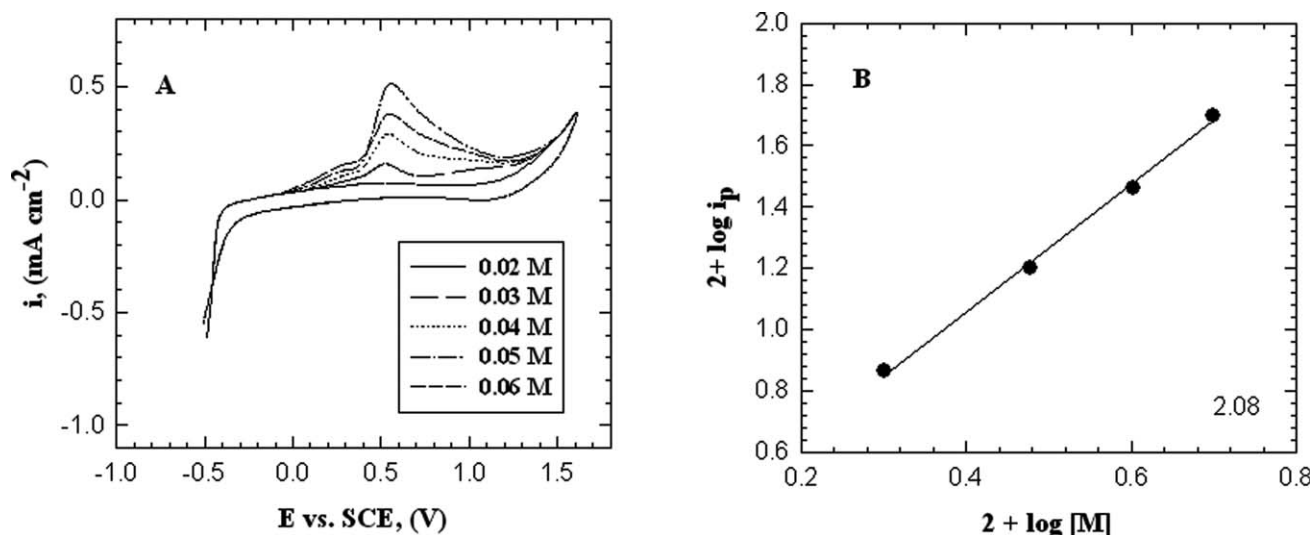 A
0.5
0.0
-0.5
-1.0
i, (mA cm-2)
0.02 M
0.03 M
0.04 M
0.05 M
0.06 M
-1.0 -0.5 0.0 0.5 1.0 1.5
E vs. SCE, (V)
B
2.0
1.8
1.6
1.4
1.2
1.0
0.8
0.6
2+ log ip
2.08
0.2 0.4 0.6 0.8
2 + log [M]